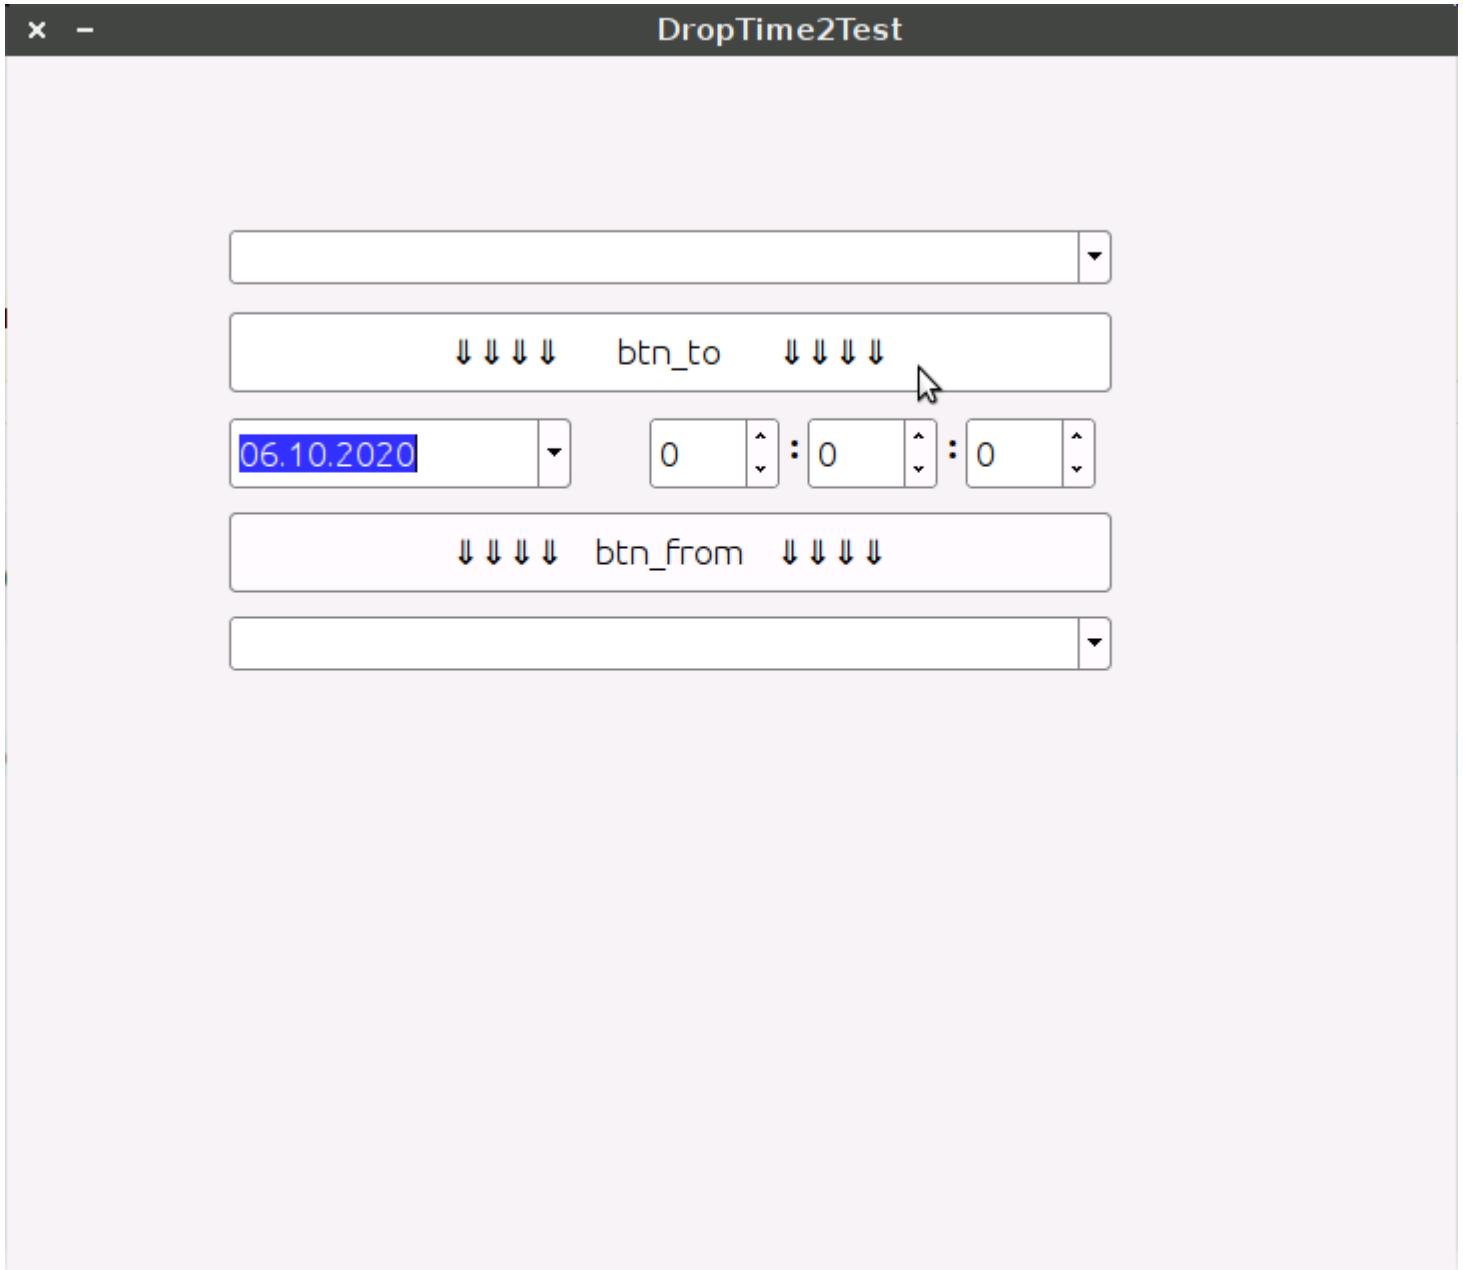 DropTime2Test
⇓⇓⇓⇓ btn_to ⇓⇓⇓⇓
06.10.2020 0 : 0 : 0
⇓⇓⇓⇓ btn_from ⇓⇓⇓⇓